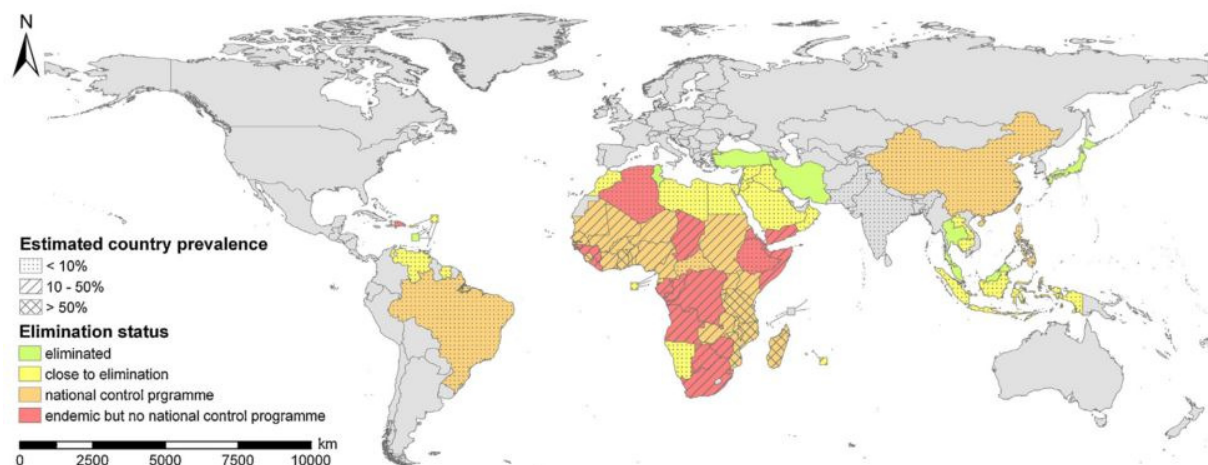 N
Estimated country prevalence
< 10%
10 - 50%
> 50%
Elimination status
eliminated
close to elimination
national control prgramme
endemic but no national control programme
km
0 2500 5000 7500 10000